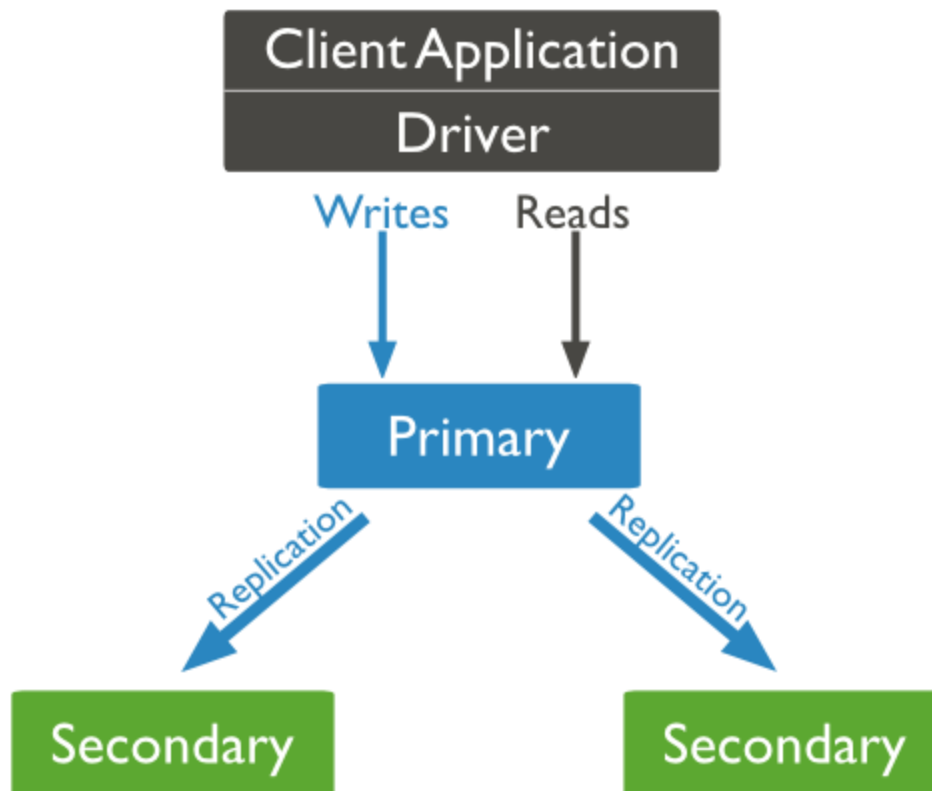 Client Application
Driver
Writes Reads
Primary
Replication Replication
Secondary Secondary